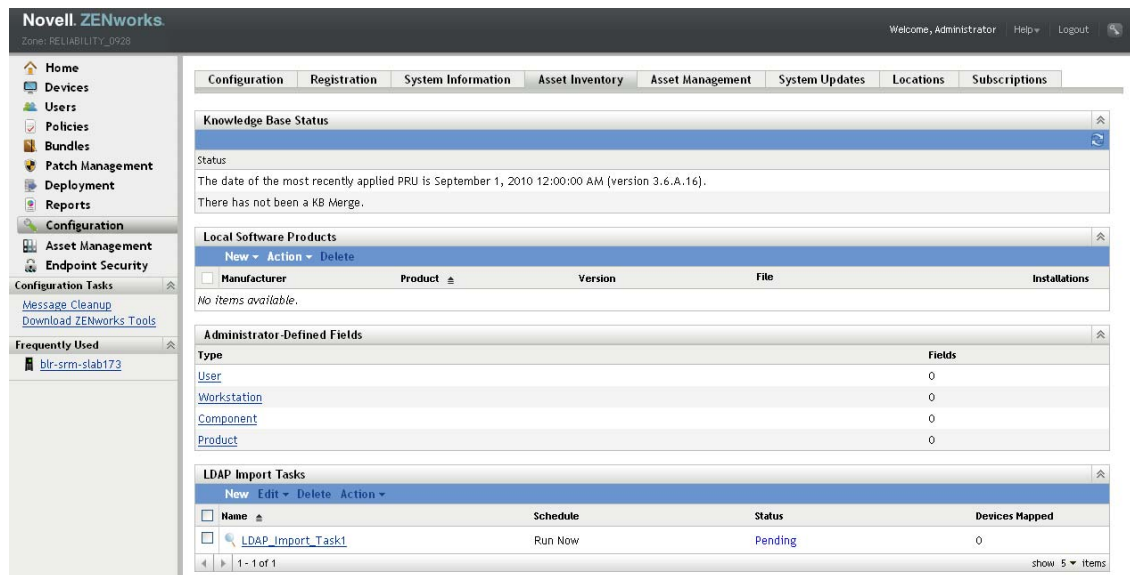 Novell. ZENworks.
Zone: RELIABILITY_0928
Welcome, Administrator Help Logout
Home
Devices
Users
Policies
Bundles
Patch Management
Deployment
Reports
Configuration
Asset Management
Endpoint Security
Configuration Tasks
Message Cleanup
Download ZENworks Tools
Frequently Used
blr-srm-slab173
Configuration Registration System Information Asset Inventory Asset Management System Updates Locations Subscriptions
Knowledge Base Status
Status
The date of the most recently applied PRU is September 1, 2010 12:00:00 AM (version 3.6.A.16).
There has not been a KB Merge.
Local Software Products
New Action Delete
Manufacturer Product Version File Installations
No items available.
Administrator-Defined Fields
Type Fields
User 0
Workstation 0
Component 0
Product 0
LDAP Import Tasks
New Edit Delete Action
Name Schedule Status Devices Mapped
LDAP_Import_Task1 Run Now Pending 0
1 - 1 of 1 show 5 items